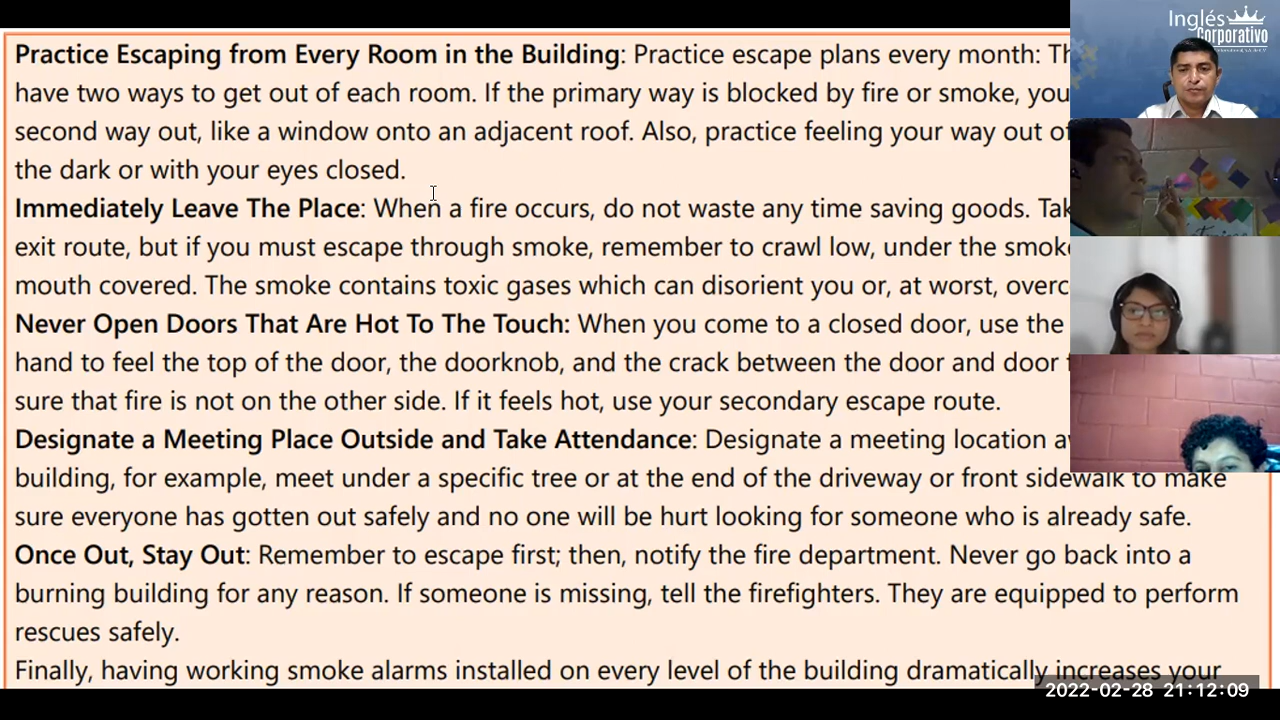 Practice Escaping from Every Room in the Building: Practice escape plans every month:
have two ways to get out of each room. If the primary way is blocked by fire or smoke, you
second way out, like a window onto an adjacent roof. Also, practice feeling your way out of
the dark or with your eyes closed.
Immediately Leave The Place: When a fire occurs, do not waste any time saving goods.
exit route, but if you must escape through smoke, remember to crawl low, under the smoke
mouth covered. The smoke contains toxic gases which can disorient you or, at worst,
Never Open Doors That Are Hot To The Touch: When you come to a closed door, use the
hand to feel the top of the door, the doorknob, and the crack between the door and door
sure that fire is not on the other side. If it feels hot, use your secondary escape route.
Designate a Meeting Place Outside and Take Attendance: Designate a meeting location
building, for example, meet under a specific tree or at the end of the driveway or front sidewalk to make
sure everyone has gotten out safely and no one will be hurt looking for someone who is already safe.
Once Out, Stay Out: Remember to escape first; then, notify the fire department. Never go back into a
burning building for any reason. If someone is missing, tell the firefighters. They are equipped to perform
rescues safely.
Finally, having working smoke alarms installed on every level of the building dramatically increases your
Inglés
Corporativo
2022-02-28 21:12:09